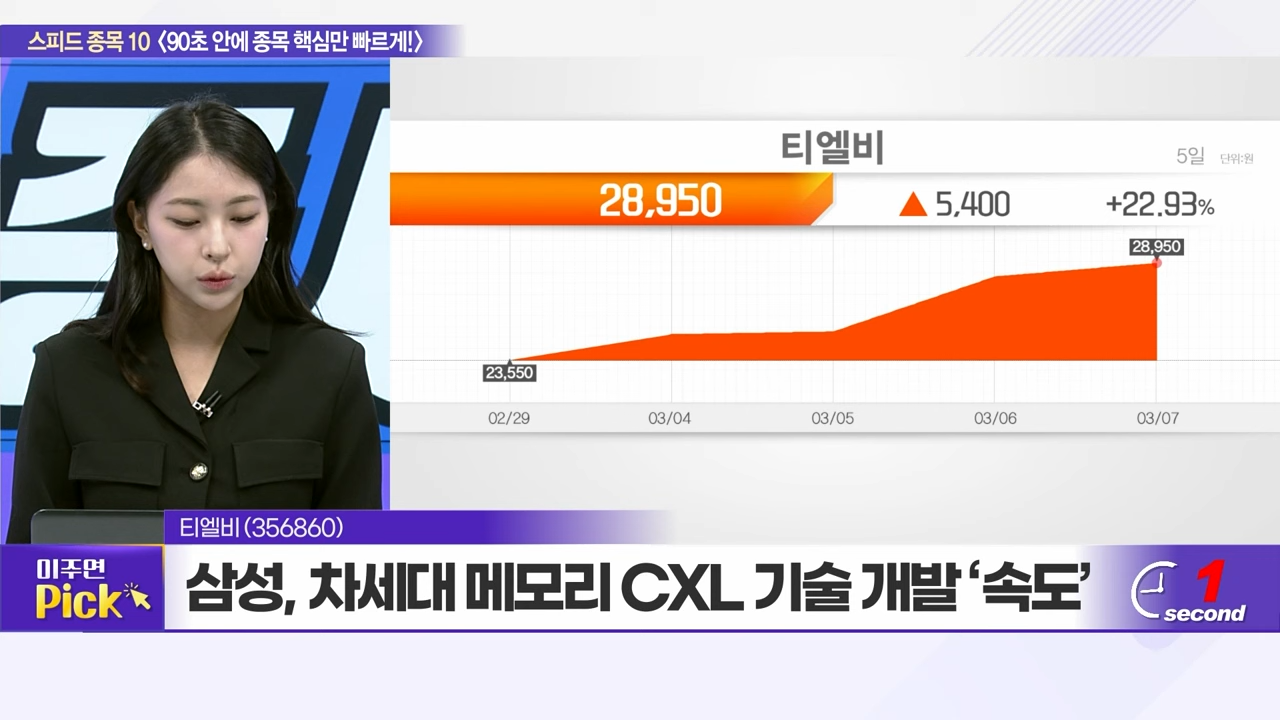 스피드 종목 10 〈90초 안에 종목 핵심만 빠르게!〉
티엘비
5일 단위:원
28,950 ▲ 5,400 +22.93%
28,950
23,550
02/29 03/04 03/05 03/06 03/07
티엘비(356860)
미주면
Pick
삼성, 차세대 메모리 CXL 기술 개발 ‘속도’
1
second